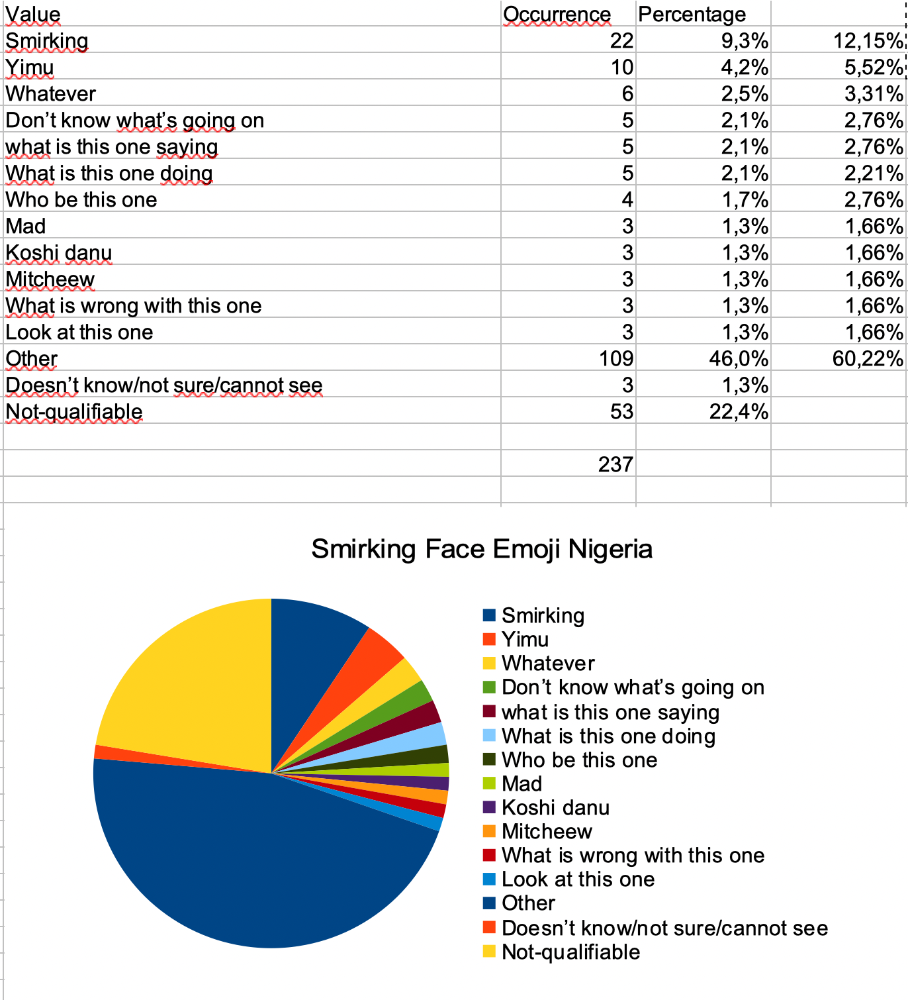 Value Occurrence Percentage
Smirking 22 9,3% 12,15%
Yimu 10 4,2% 5,52%
Whatever 6 2,5% 3,31%
Don’t know what’s going on 5 2,1% 2,76%
what is this one saying 5 2,1% 2,76%
What is this one doing 5 2,1% 2,21%
Who be this one 4 1,7% 2,76%
Mad 3 1,3% 1,66%
Koshi danu 3 1,3% 1,66%
Mitcheew 3 1,3% 1,66%
What is wrong with this one 3 1,3% 1,66%
Look at this one 3 1,3% 1,66%
Other 109 46,0% 60,22%
Doesn’t know/not sure/cannot see 3 1,3%
Not-qualifiable 53 22,4%
237
Smirking Face Emoji Nigeria
Smirking
Yimu
Whatever
Don’t know what’s going on
what is this one saying
What is this one doing
Who be this one
Mad
Koshi danu
Mitcheew
What is wrong with this one
Look at this one
Other
Doesn’t know/not sure/cannot see
Not-qualifiable